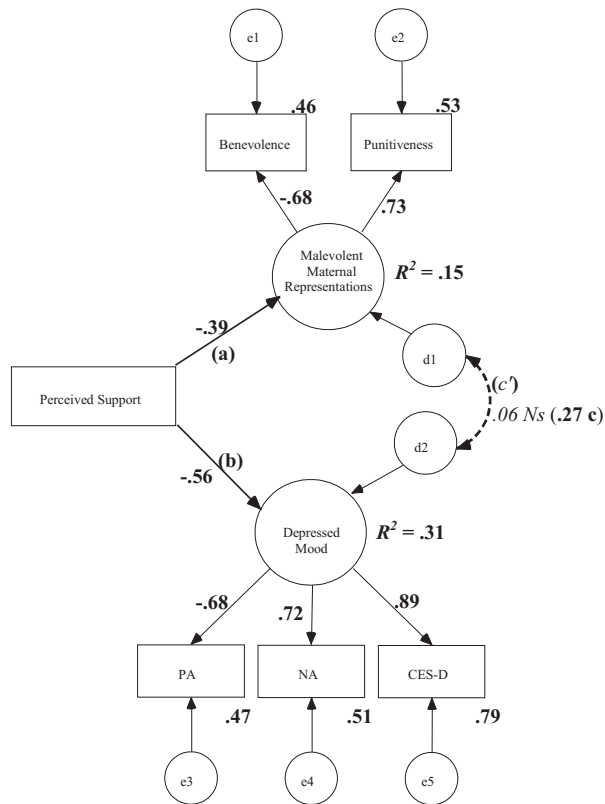 e1
e2
.46
.53
Benevolence
Punitiveness
-.68
.73
Malevolent
Maternal
Representations
R² = .15
-.39
(a)
d1
(c')
Perceived Support
.06 Ns (.27 c)
d2
(b)
-.56
Depressed
Mood
R² = .31
-.68
.72
.89
PA
NA
CES-D
.47
.51
.79
e3
e4
e5